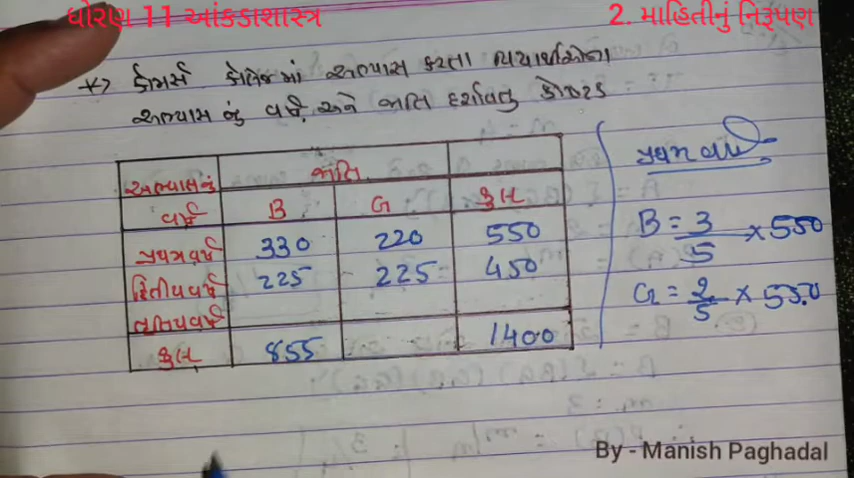 ધોરણ 11 આંકડાશાસ્ત્ર
2. માહિતીનું નિરૂપણ
*> કોમર્સ કોલેજમાં અભ્યાસ કરતા
અભ્યાસનું વર્ષ અને જાતિ દર્શાવતુ કોષ્ટક
અભ્યાસનું વર્ષ જાતિ
B G કુલ
પ્રથમવર્ષ 330 220 550
દ્વિતીયવર્ષ 225 225 450
તૃતિયવર્ષ
કુલ 855 1400
પ્રથમ વર્ષ
B = 3/5 × 550
G = 2/5 × 550
By - Manish Paghadal